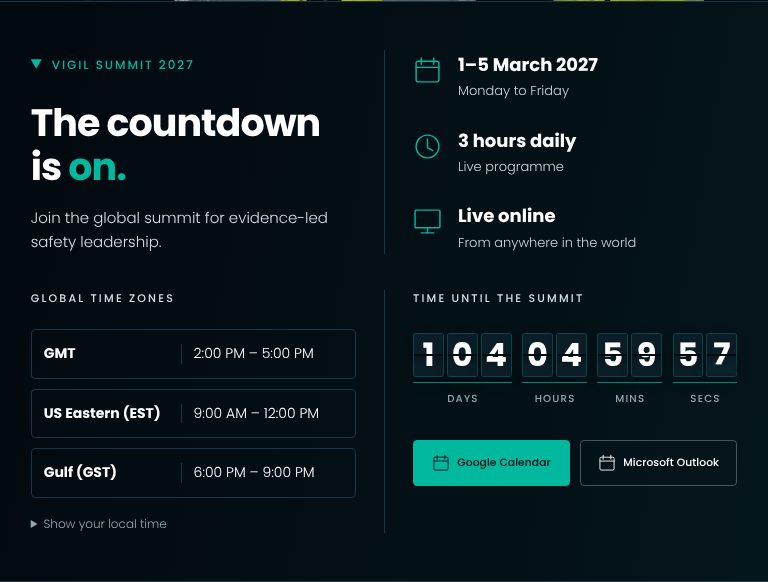 VIGIL SUMMIT 2027
The countdown
is on.
Join the global summit for evidence-led
safety leadership.
1–5 March 2027
Monday to Friday
3 hours daily
Live programme
Live online
From anywhere in the world
GLOBAL TIME ZONES
GMT 2:00 PM – 5:00 PM
US Eastern (EST) 9:00 AM – 12:00 PM
Gulf (GST) 6:00 PM – 9:00 PM
Show your local time
TIME UNTIL THE SUMMIT
104 04 59 57
DAYS HOURS MINS SECS
Google Calendar Microsoft Outlook